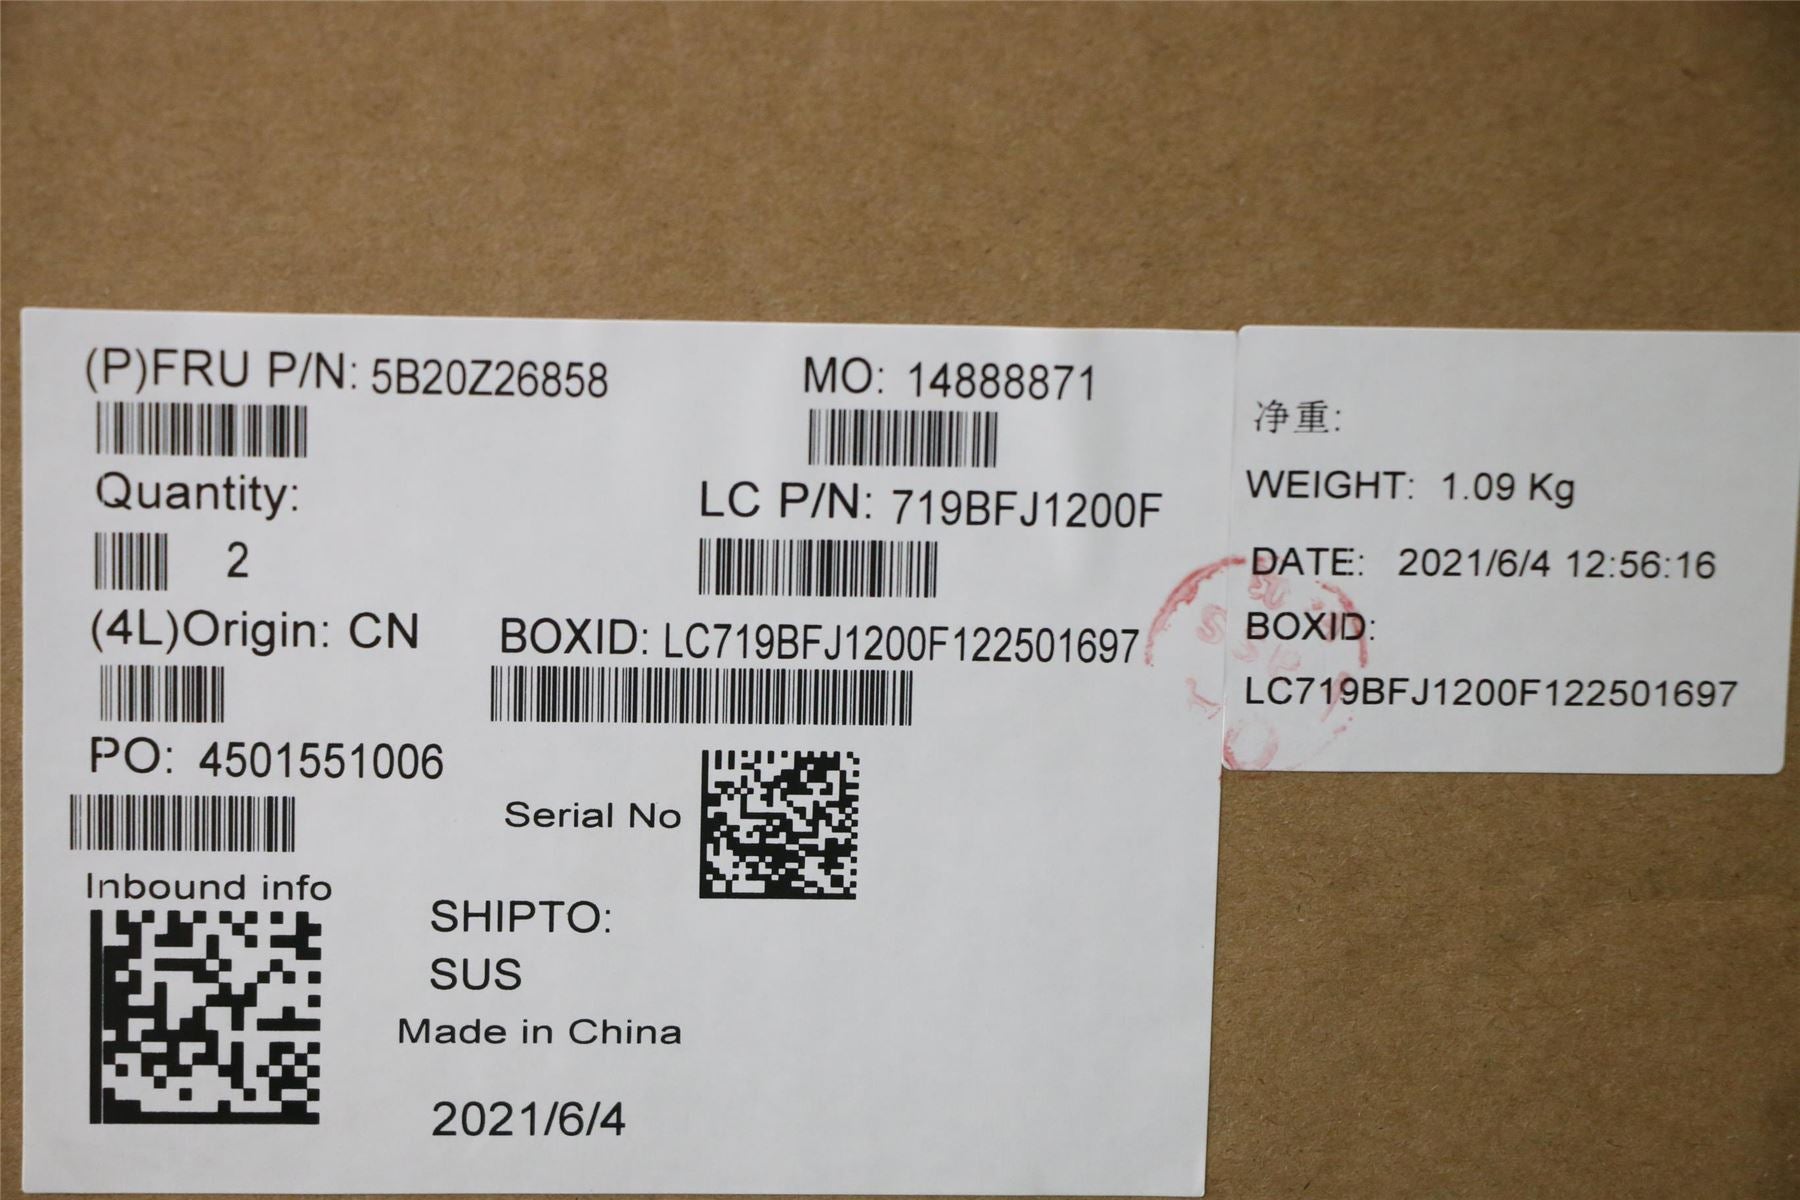 (P)FRU P/N: 5B20Z26858
MO: 14888871
Quantity:
2
LC P/N: 719BFJ1200F
(4L)Origin: CN
BOXID: LC719BFJ1200F122501697
PO: 4501551006
Serial No
Inbound info
SHIPTO:
SUS
Made in China
2021/6/4
净重:
WEIGHT: 1.09 Kg
DATE: 2021/6/4 12:56:16
BOXID:
LC719BFJ1200F122501697